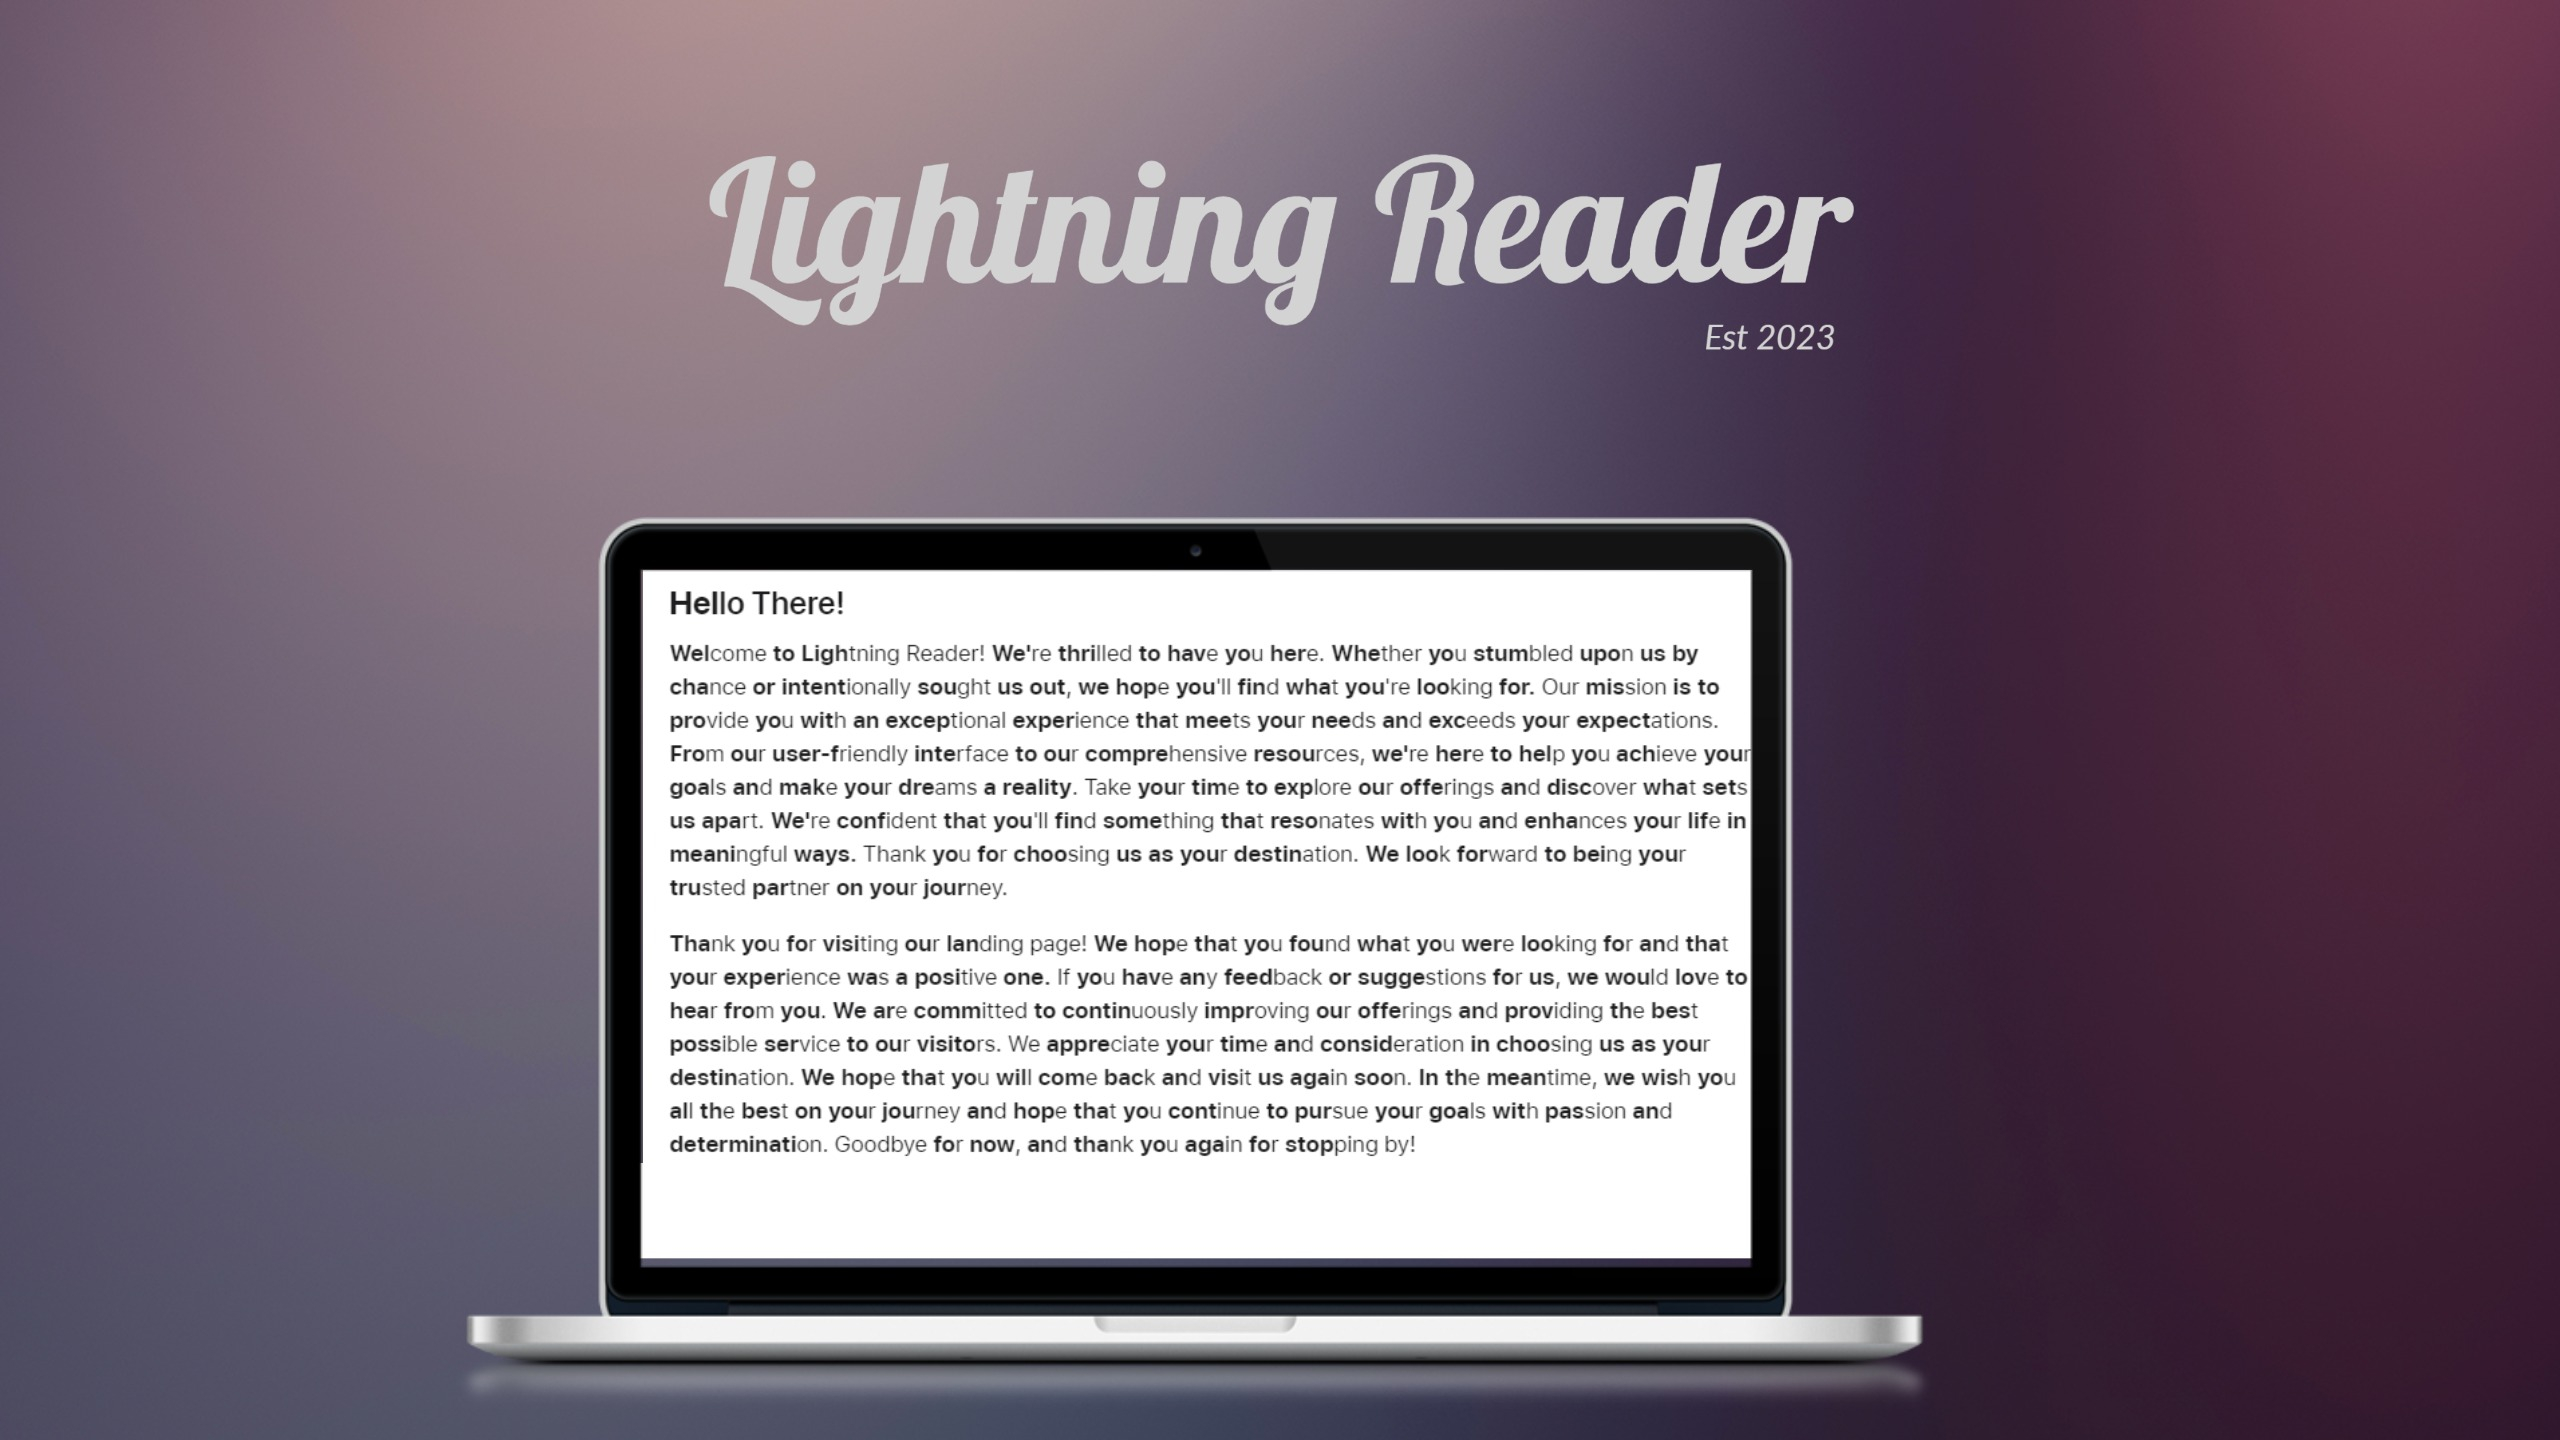 Lightning Reader
Est 2023
Hello There!
Welcome to Lightning Reader! We're thrilled to have you here. Whether you stumbled upon us by
chance or intentionally sought us out, we hope you'll find what you're looking for. Our mission is to
provide you with an exceptional experience that meets your needs and exceeds your expectations.
From our user-friendly interface to our comprehensive resources, we're here to help you achieve your
goals and make your dreams a reality. Take your time to explore our offerings and discover what sets
us apart. We're confident that you'll find something that resonates with you and enhances your life in
meaningful ways. Thank you for choosing us as your destination. We look forward to being your
trusted partner on your journey.
Thank you for visiting our landing page! We hope that you found what you were looking for and that
your experience was a positive one. If you have any feedback or suggestions for us, we would love to
hear from you. We are committed to continuously improving our offerings and providing the best
possible service to our visitors. We appreciate your time and consideration in choosing us as your
destination. We hope that you will come back and visit us again soon. In the meantime, we wish you
all the best on your journey and hope that you continue to pursue your goals with passion and
determination. Goodbye for now, and thank you again for stopping by!